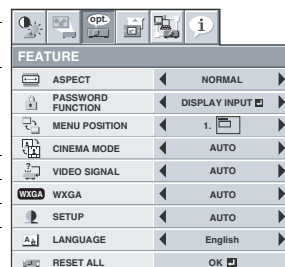 opt.
i
FEATURE
ASPECT NORMAL
PASSWORD
FUNCTION DISPLAY INPUT
MENU POSITION 1.
CINEMA MODE AUTO
VIDEO SIGNAL AUTO
WXGA WXGA AUTO
SETUP AUTO
LANGUAGE English
RESET ALL OK